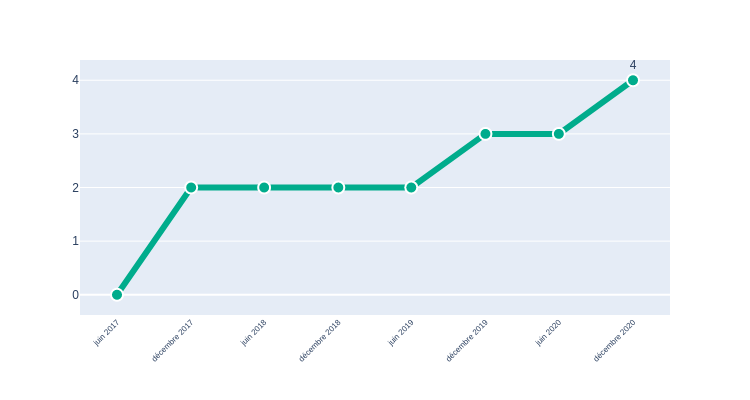 4
4
3
2
1
0
juin 2017
décembre 2017
juin 2018
décembre 2018
juin 2019
décembre 2019
juin 2020
décembre 2020